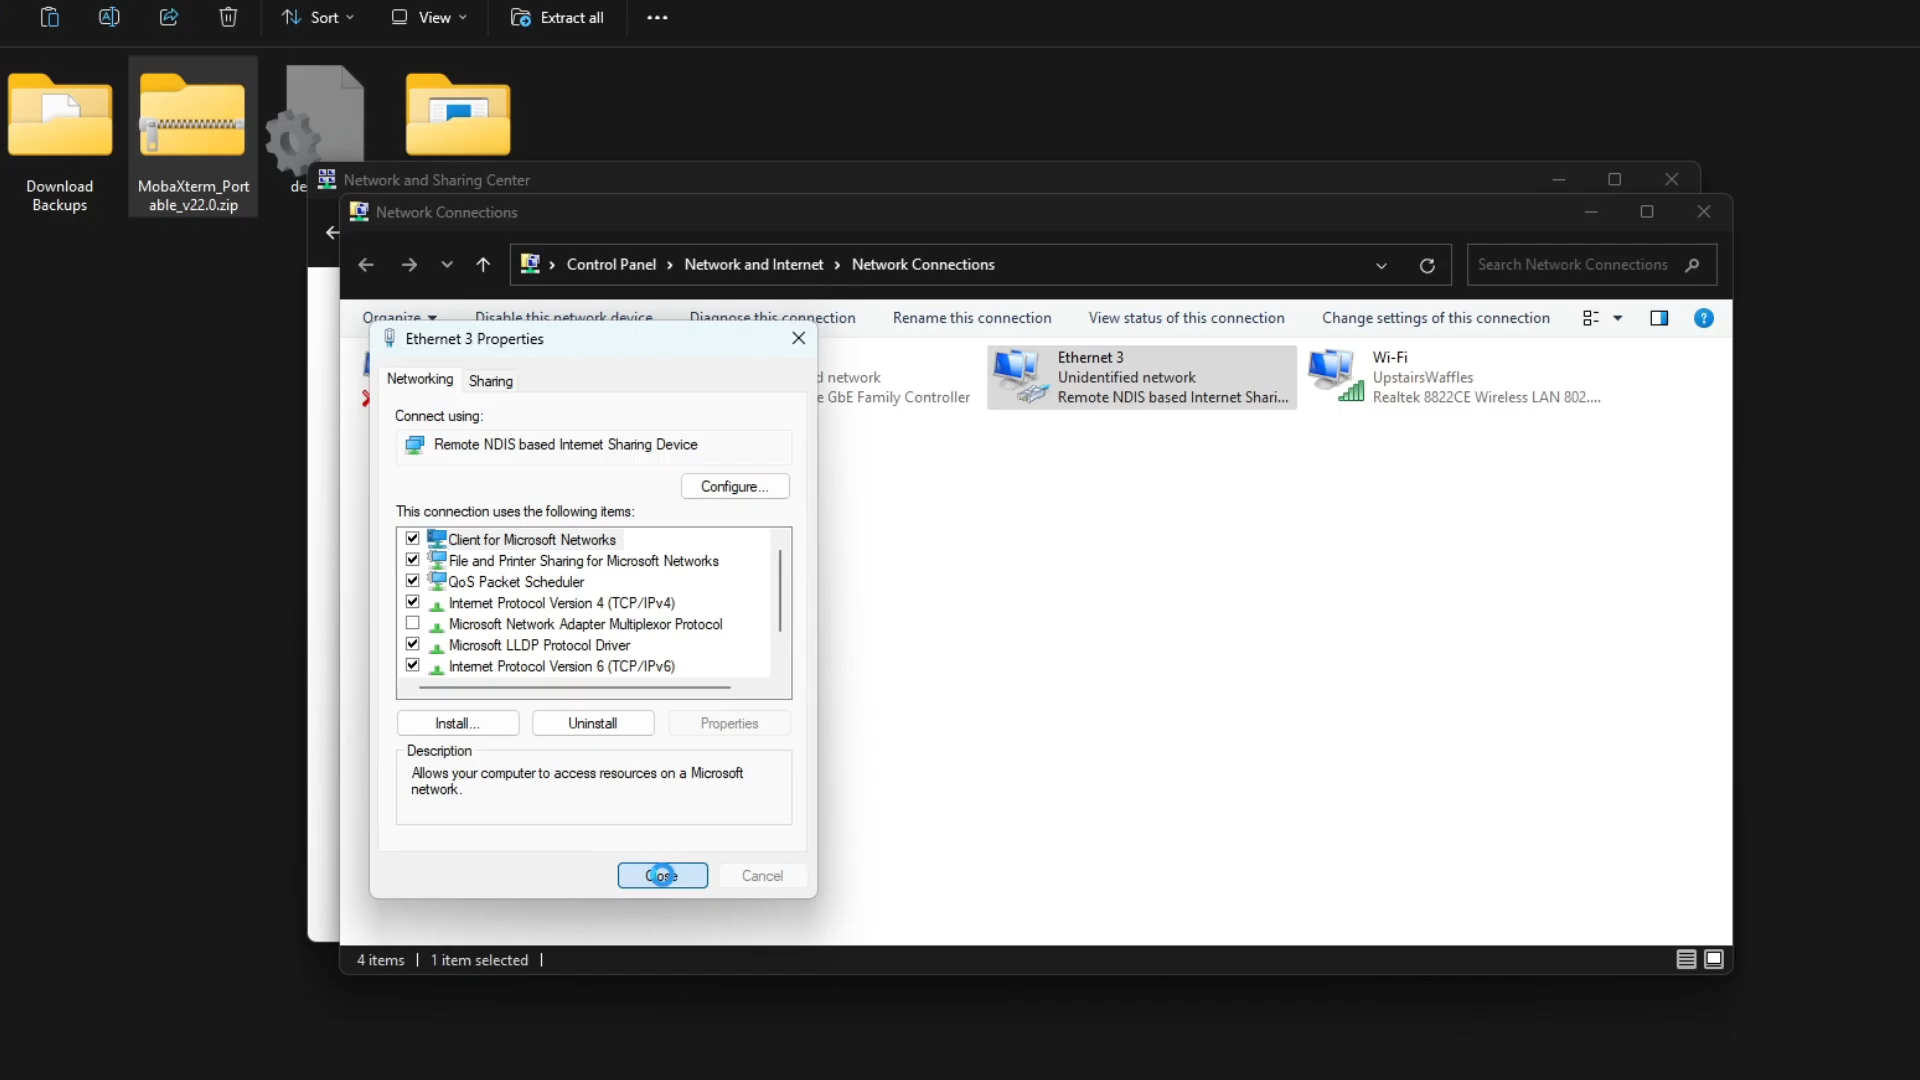 Sort
View
Extract all
Download
Backups
MobaXterm_Port
able_v22.0.zip
de
Network and Sharing Center
Network Connections
Control Panel
Network and Internet
Network Connections
Search Network Connections
Organize
Disable this network device
Diagnose this connection
Rename this connection
View status of this connection
Change settings of this connection
Ethernet 3 Properties
Networking
Sharing
Connect using:
Remote NDIS based Internet Sharing Device
Configure...
This connection uses the following items:
Client for Microsoft Networks
File and Printer Sharing for Microsoft Networks
QoS Packet Scheduler
Internet Protocol Version 4 (TCP/IPv4)
Microsoft Network Adapter Multiplexor Protocol
Microsoft LLDP Protocol Driver
Internet Protocol Version 6 (TCP/IPv6)
Install...
Uninstall
Properties
Description
Allows your computer to access resources on a Microsoft
network.
Close
Cancel
d network
e GbE Family Controller
Ethernet 3
Unidentified network
Remote NDIS based Internet Shari...
Wi-Fi
UpstairsWaffles
Realtek 8822CE Wireless LAN 802....
4 items
1 item selected